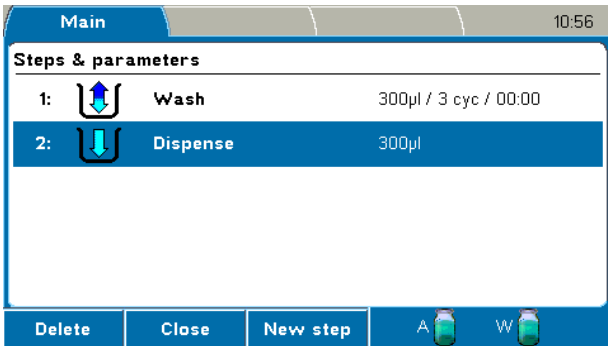 Main 10:56
Steps & parameters
1: Wash 300µl / 3 cyc / 00:00
2: Dispense 300µl
Delete Close New step A W